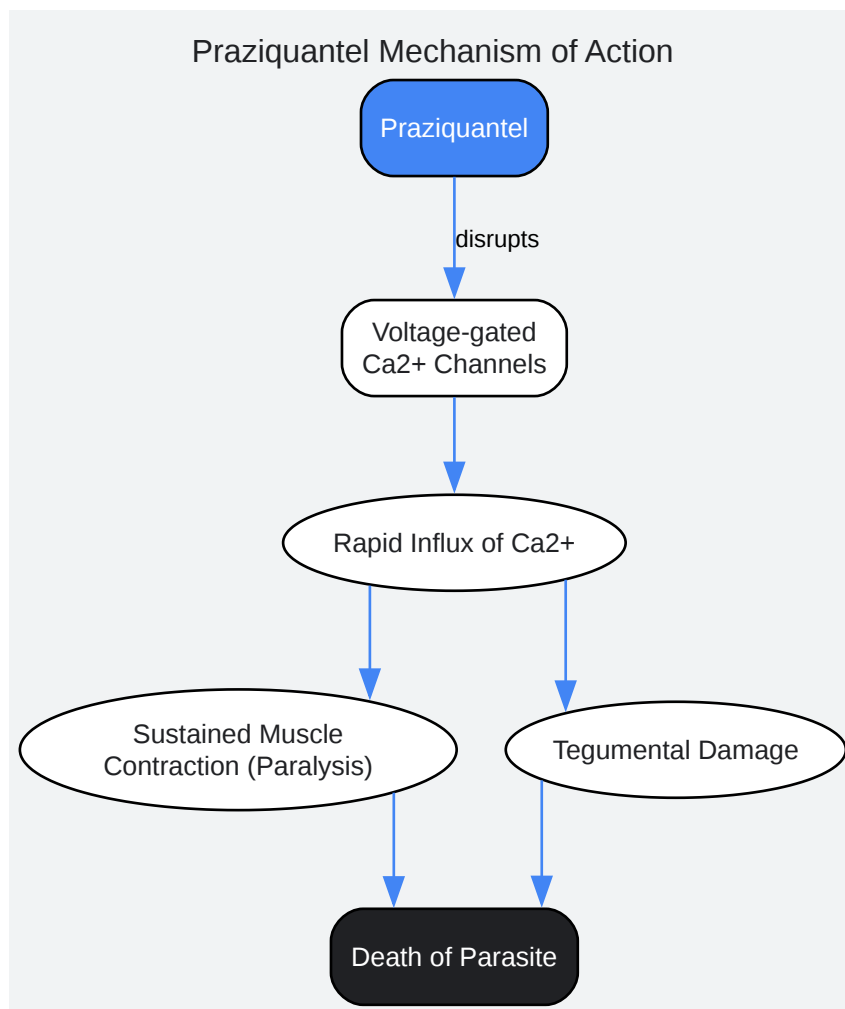 Praziquantel Mechanism of Action
Praziquantel
disrupts
Voltage-gated
Ca2+ Channels
Rapid Influx of Ca2+
Sustained Muscle
Contraction (Paralysis)
Tegumental Damage
Death of Parasite